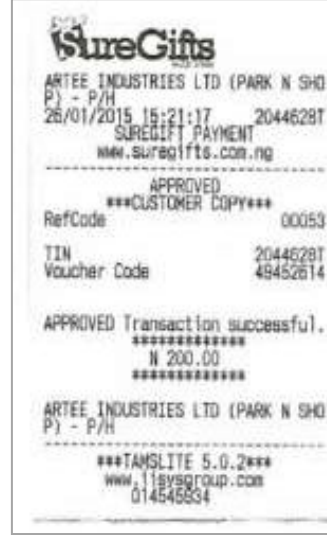 SureGifts
ARTEE INDUSTRIES LTD (PARK N SHO
P) - P/H
26/01/2015 15:21:17 2044628T
SUREGIFT PAYMENT
www.suregifts.com.ng
APPROVED
***CUSTOMER COPY***
RefCode 00053
TIN 2044628T
Voucher Code 49452614
APPROVED Transaction successful.
*************
N 200.00
*************
ARTEE INDUSTRIES LTD (PARK N SHO
P) - P/H
***TAMSLITE 5.0.2***
www.11sysgroup.com
014545934